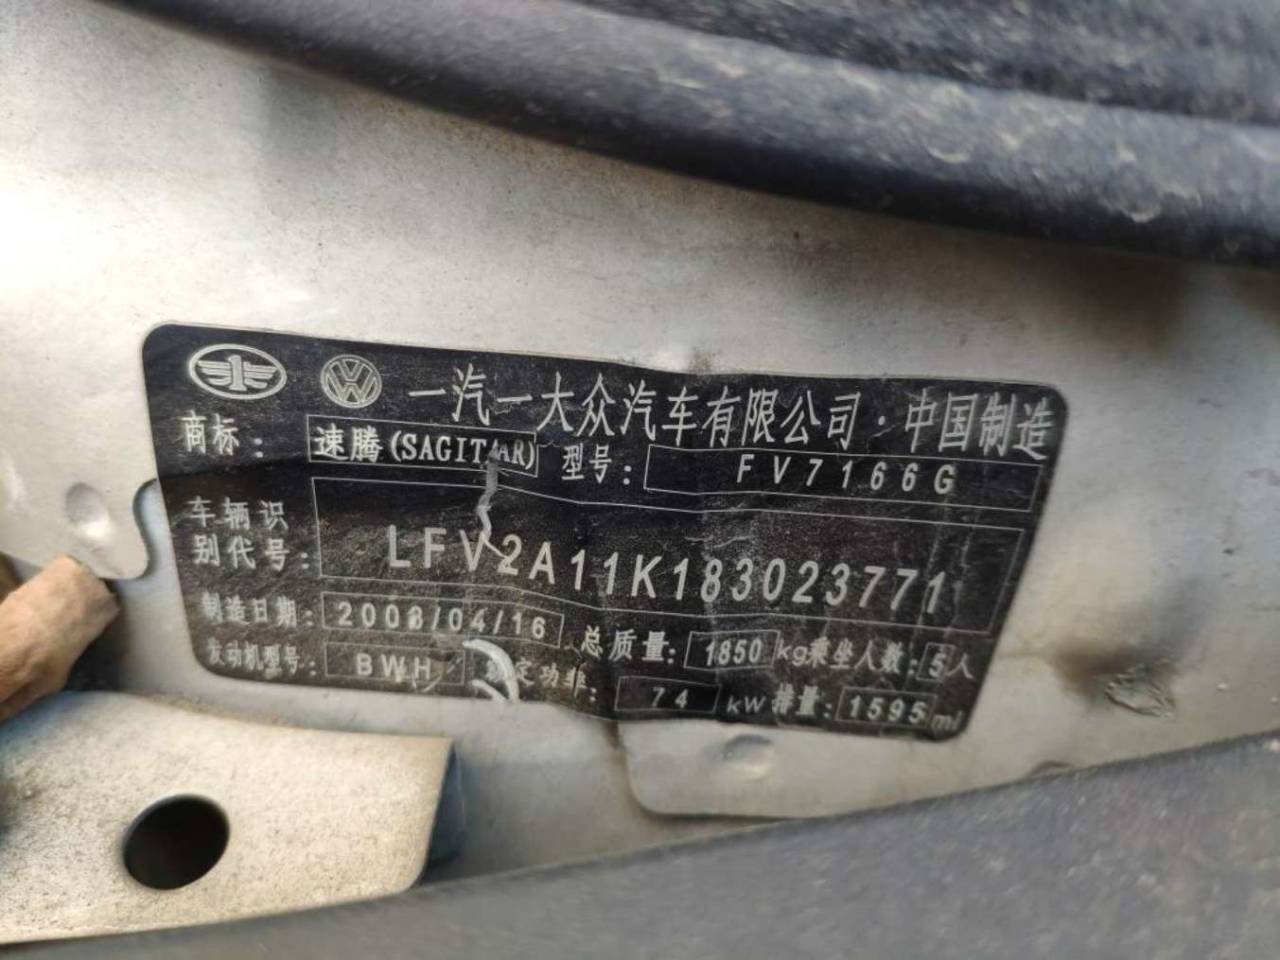 一汽一大众汽车有限公司·中国制造
商标: 速腾(SAGITAR) 型号: FV7166G
车辆识别代号: LFV2A11K183023771
制造日期: 2008/04/16 总质量: 1850 kg 乘坐人数: 5人
发动机型号: BWH 额定功率: 74 kW 排量: 1595 ml